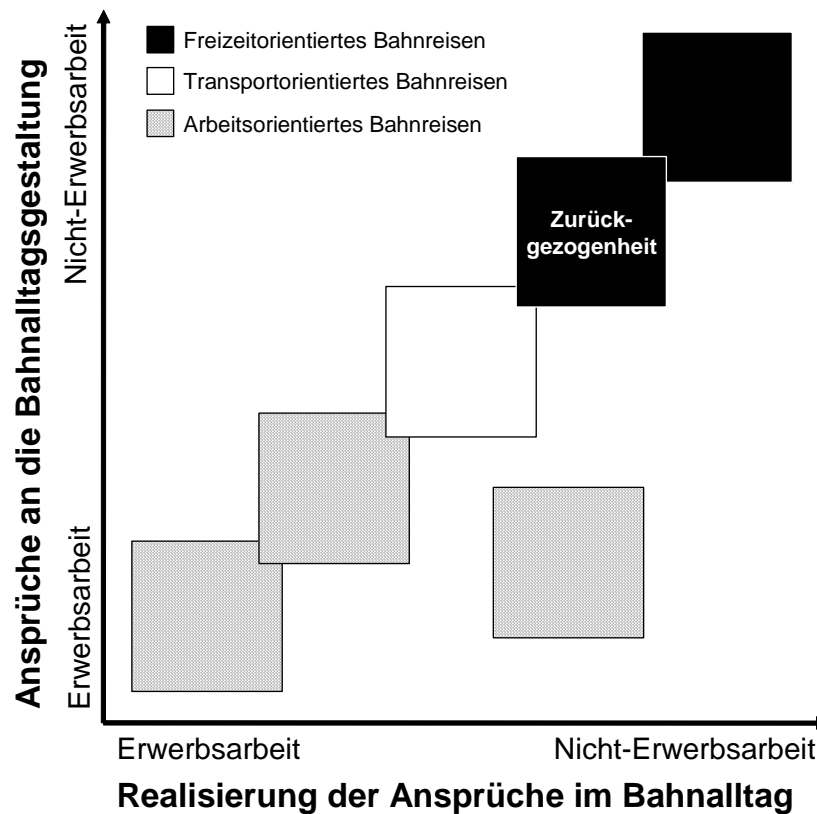 Freizeitorientiertes Bahnreisen
Transportorientiertes Bahnreisen
Arbeitsorientiertes Bahnreisen
Ansprüche an die Bahnalltagsgestaltung
Nicht-Erwerbsarbeit
Erwerbsarbeit
Zurück-
gezogenheit
Erwerbsarbeit
Nicht-Erwerbsarbeit
Realisierung der Ansprüche im Bahnalltag